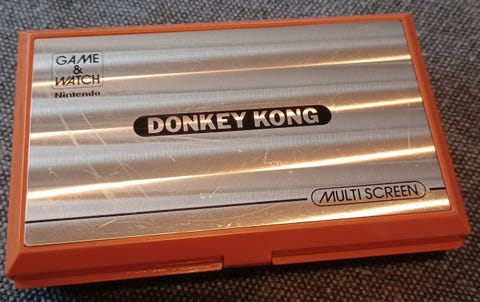 GAME
&
WATCH
Nintendo
DONKEY KONG
MULTI SCREEN